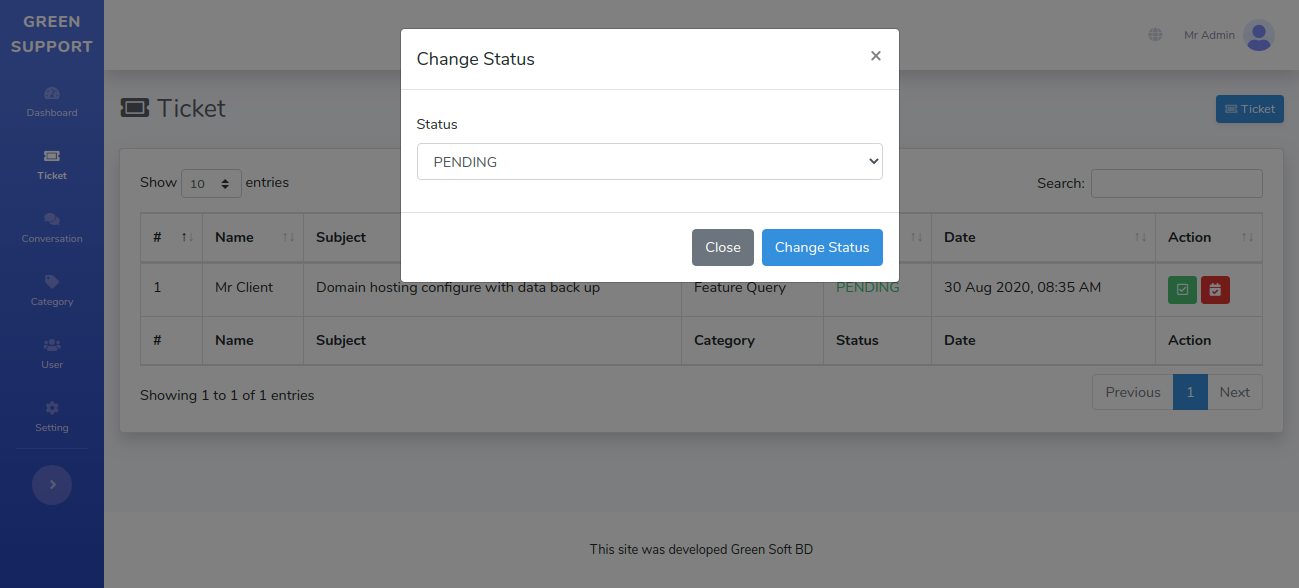 GREEN
SUPPORT
Dashboard
Ticket
Conversation
Category
User
Setting
Mr Admin
Ticket
Ticket
Change Status
×
Status
PENDING
Close
Change Status
Show 10 entries
Search:
# Name Subject Date Action
1 Mr Client Domain hosting configure with data back up Feature Query PENDING 30 Aug 2020, 08:35 AM
# Name Subject Category Status Date Action
Showing 1 to 1 of 1 entries
Previous 1 Next
This site was developed Green Soft BD